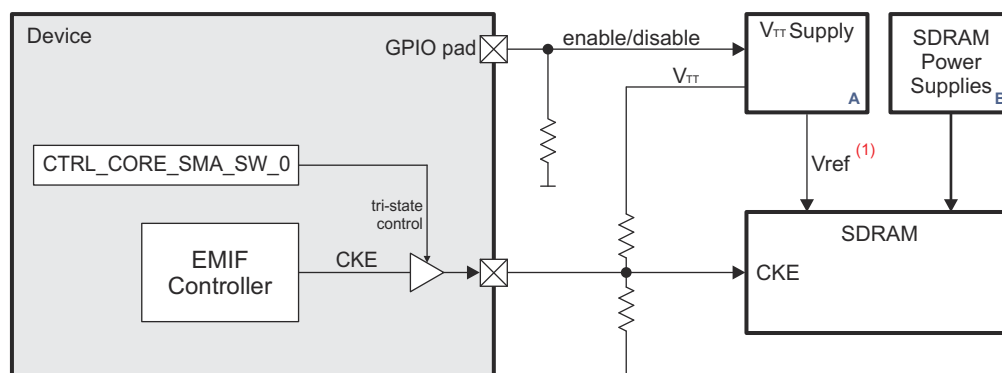 Device
GPIO pad
enable/disable
VTT Supply
A
SDRAM
Power
Supplies
VTT
CTRL_CORE_SMA_SW_0
Vref (1)
tri-state
control
EMIF
Controller
CKE
SDRAM
CKE